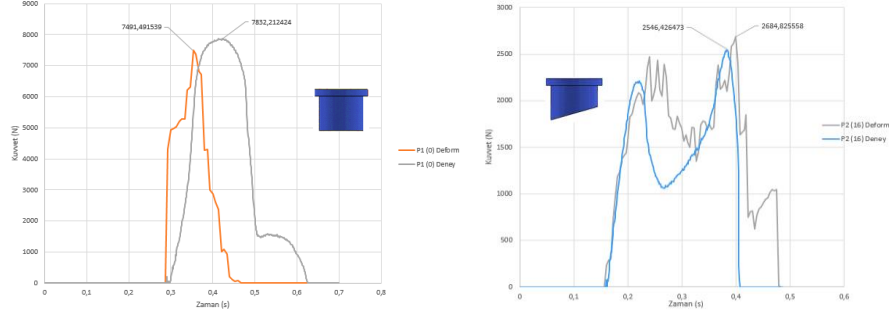 7491,491539
7832,212424
9000
8000
7000
6000
5000
4000
3000
2000
1000
0
Kuvvet (N)
0 0,1 0,2 0,3 0,4 0,5 0,6 0,7 0,8
Zaman (s)
P1 (0) Deform
P1 (0) Deney
2546,426473
2684,825558
3000
2500
2000
1500
1000
500
0
Kuvvet (N)
0 0,1 0,2 0,3 0,4 0,5 0,6
Zaman (s)
P2 (16) Deform
P2 (16) Deney